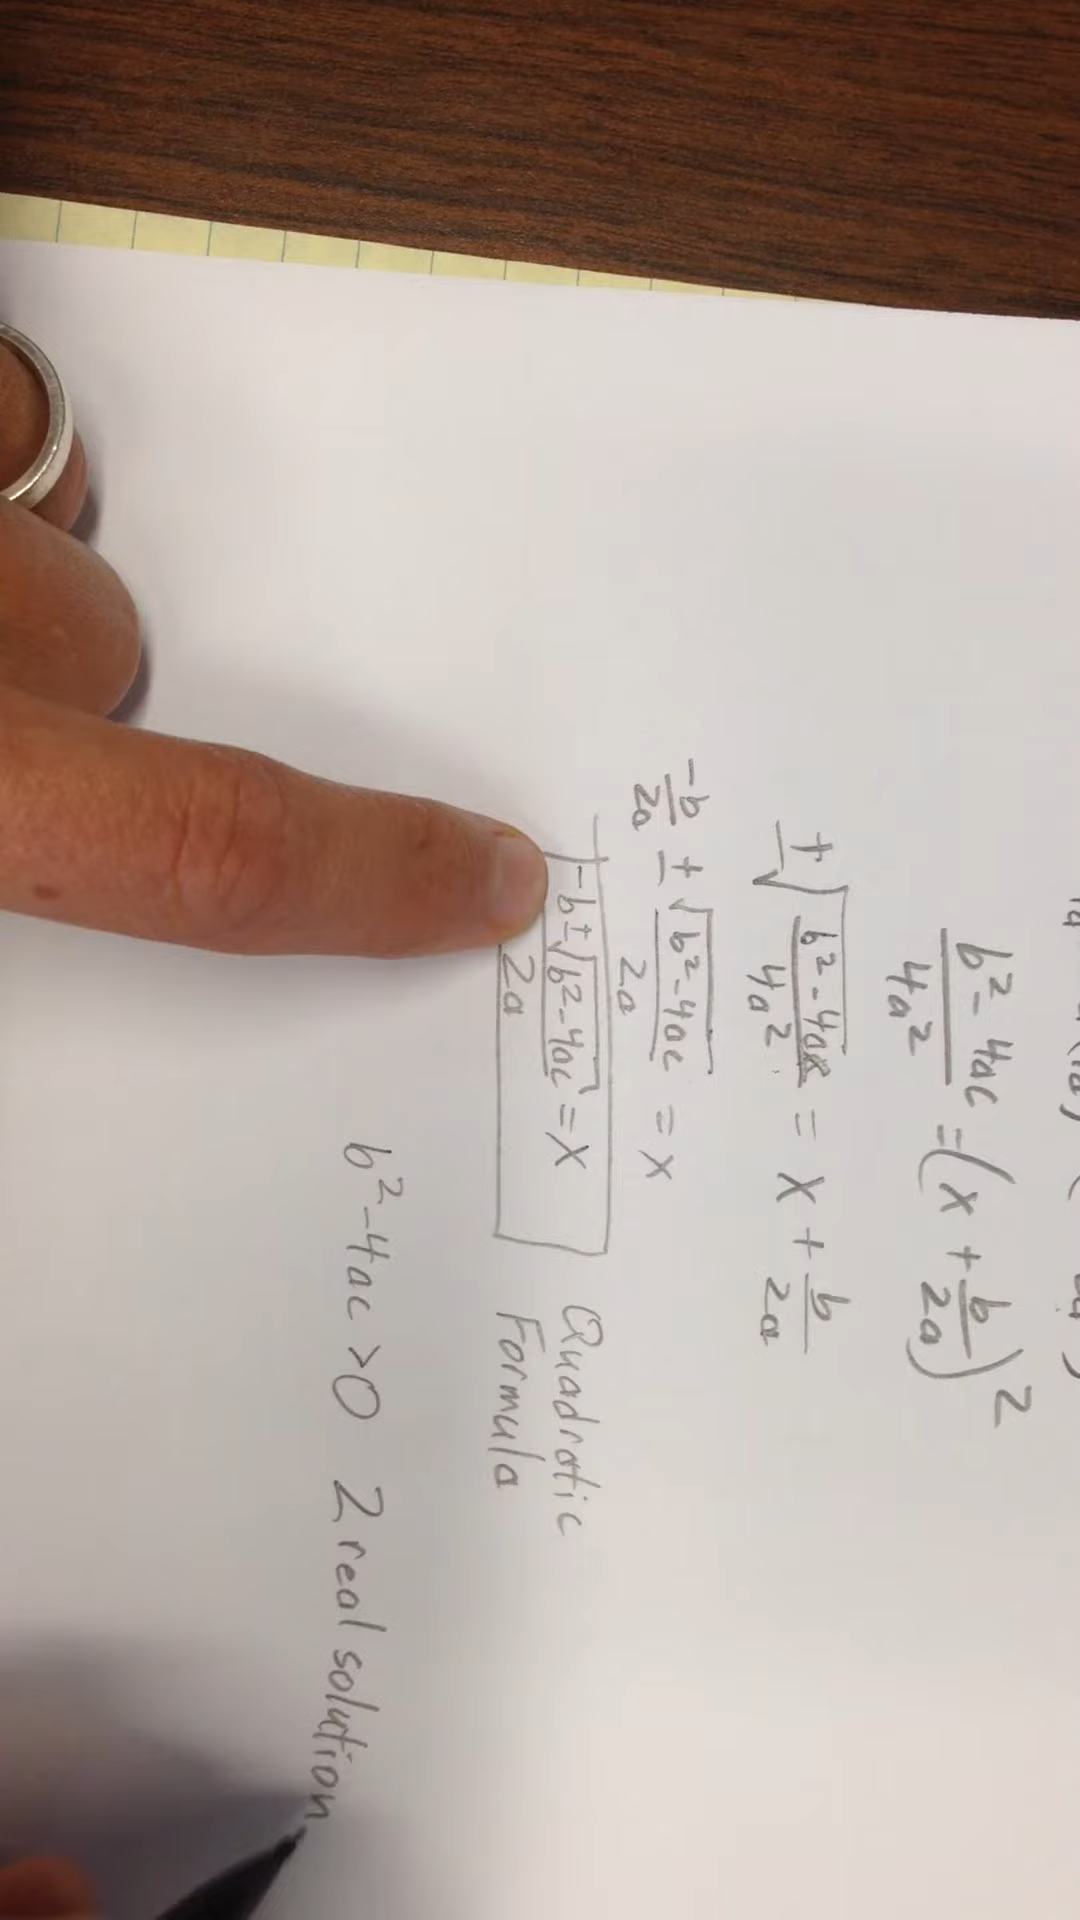 b² - 4ac / 4a² = (x + b/2a)²
±√(b² - 4ac / 4a²) = x + b/2a
-b/2a ± √(b² - 4ac)/2a = x
-b ± √(b² - 4ac) / 2a = x Quadratic Formula
b² - 4ac > 0 2 real solution